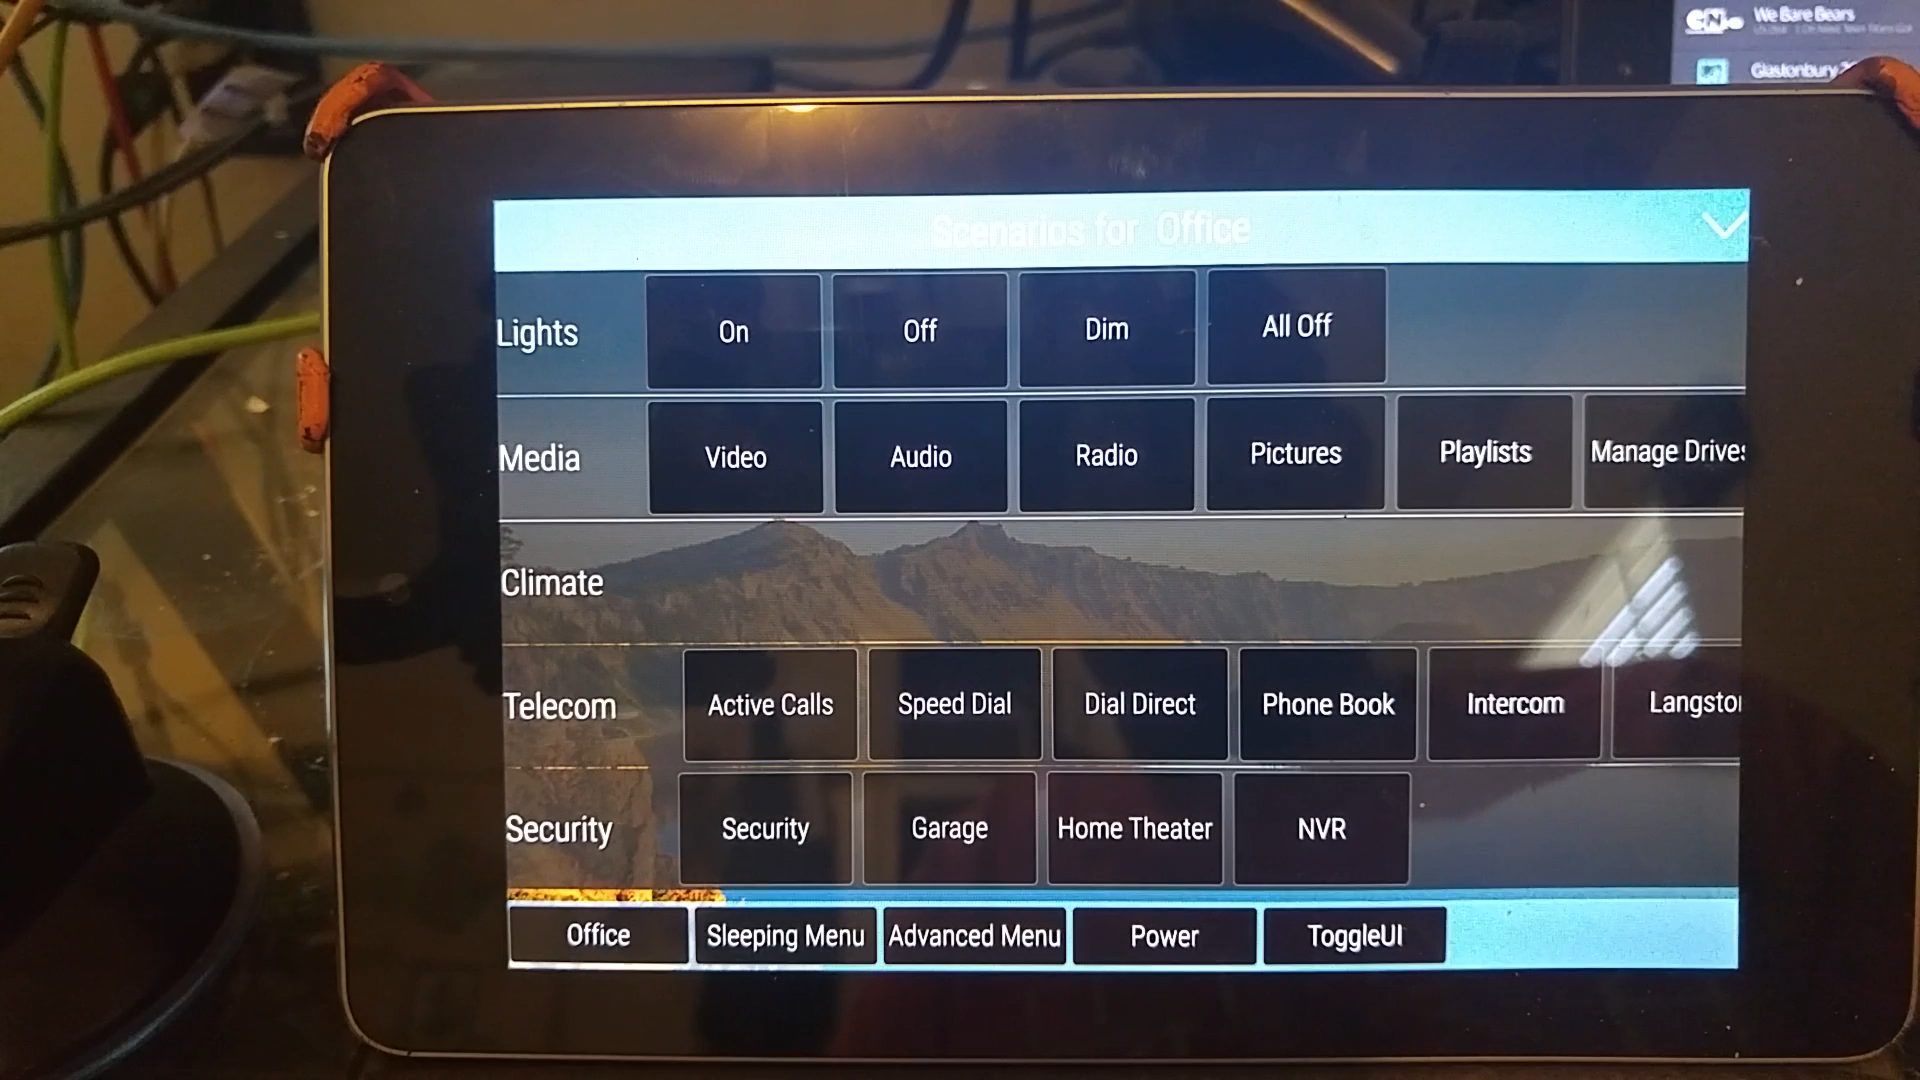 CN
We Bare Bears
Glastonbury
Scenarios for Office
Lights On Off Dim All Off
Media Video Audio Radio Pictures Playlists Manage Drives
Climate
Telecom Active Calls Speed Dial Dial Direct Phone Book Intercom Langsto
Security Security Garage Home Theater NVR
Office Sleeping Menu Advanced Menu Power ToggleUI